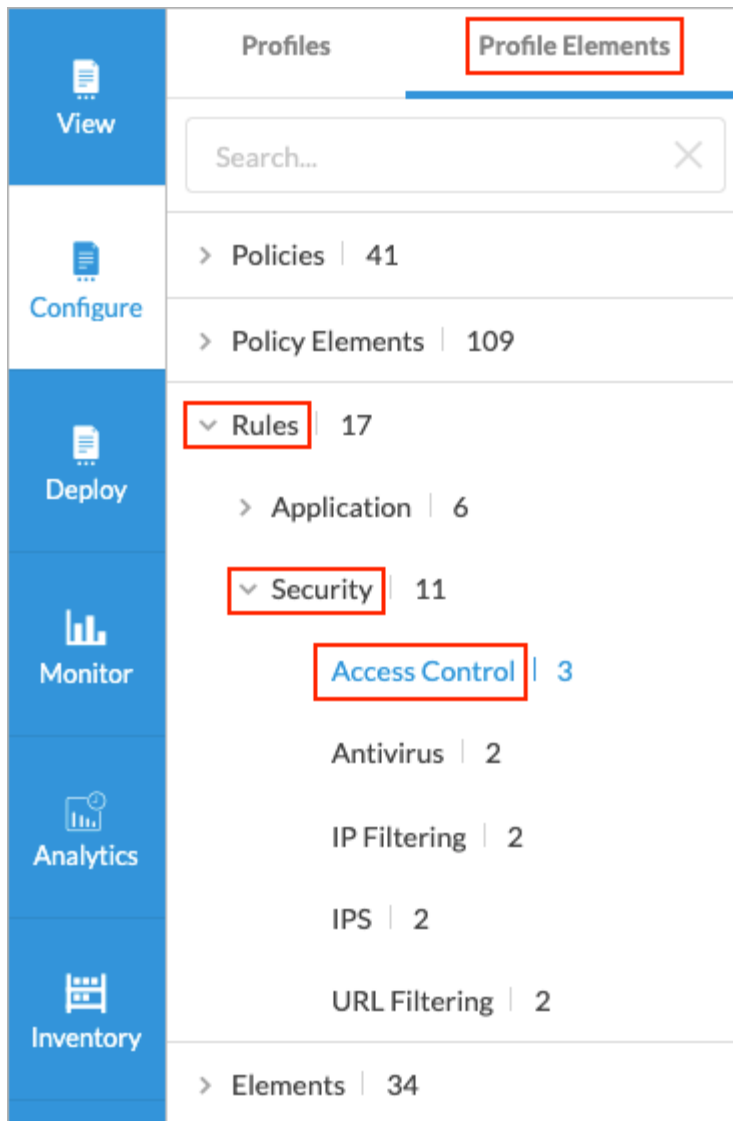 View
Configure
Deploy
Monitor
Analytics
Inventory
Profiles
Profile Elements
Search...
Policies 41
Policy Elements 109
Rules 17
Application 6
Security 11
Access Control 3
Antivirus 2
IP Filtering 2
IPS 2
URL Filtering 2
Elements 34